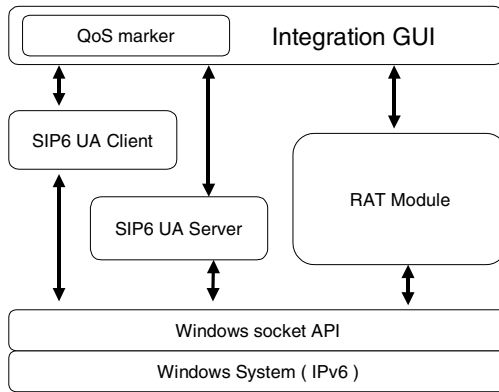 QoS marker
Integration GUI
SIP6 UA Client
RAT Module
SIP6 UA Server
Windows socket API
Windows System ( IPv6 )